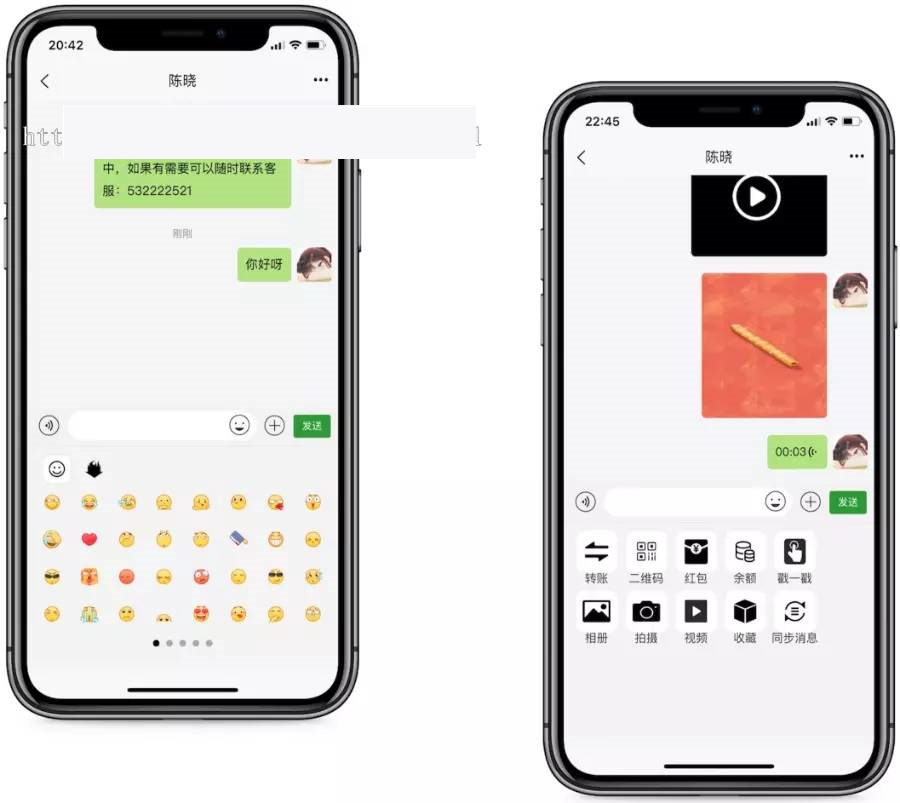 20:42
陈晓
htt
中，如果有需要可以随时联系客
服：532222521
刚刚
你好呀
发送
22:45
陈晓
00:03
发送
转账
二维码
红包
余额
戳一戳
相册
拍摄
视频
收藏
同步消息